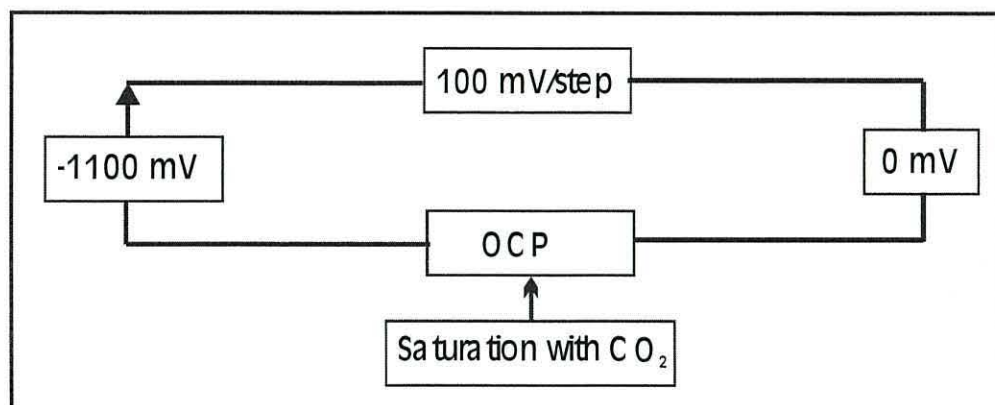 100 mV/step
-1100 mV
0 mV
OCP
Saturation with CO₂